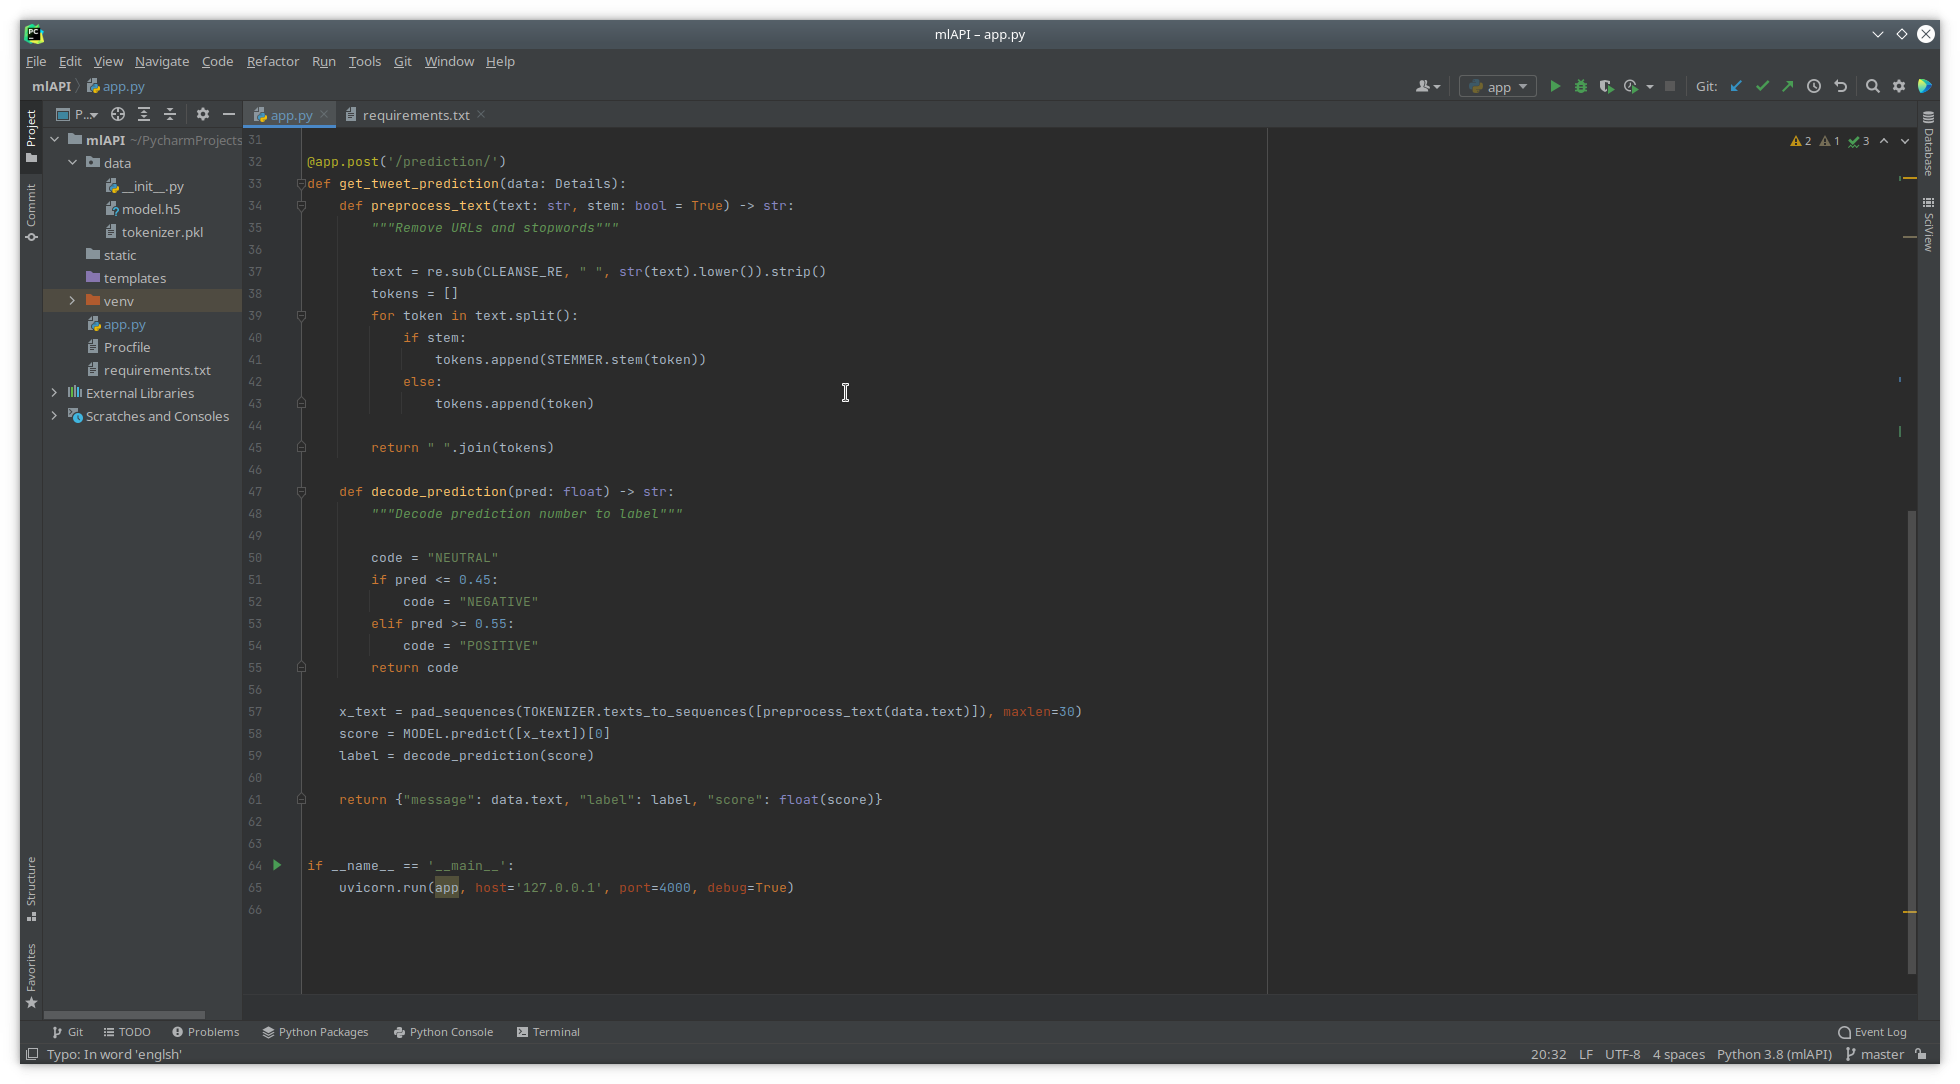 PC
mlAPI – app.py
File Edit View Navigate Code Refactor Run Tools Git Window Help
mlAPI app.py
app Git:
P...
app.py requirements.txt
Project
Commit
Structure
Favorites
mlAPI ~/PycharmProjects
data
__init__.py
model.h5
tokenizer.pkl
static
templates
venv
app.py
Procfile
requirements.txt
External Libraries
Scratches and Consoles
2 1 3
Database
SciView
31
32 @app.post('/prediction/')
33 def get_tweet_prediction(data: Details):
34 def preprocess_text(text: str, stem: bool = True) -> str:
35 """Remove URLs and stopwords"""
36
37 text = re.sub(CLEANSE_RE, " ", str(text).lower()).strip()
38 tokens = []
39 for token in text.split():
40 if stem:
41 tokens.append(STEMMER.stem(token))
42 else:
43 tokens.append(token)
44
45 return " ".join(tokens)
46
47 def decode_prediction(pred: float) -> str:
48 """Decode prediction number to label"""
49
50 code = "NEUTRAL"
51 if pred <= 0.45:
52 code = "NEGATIVE"
53 elif pred >= 0.55:
54 code = "POSITIVE"
55 return code
56
57 x_text = pad_sequences(TOKENIZER.texts_to_sequences([preprocess_text(data.text)]), maxlen=30)
58 score = MODEL.predict([x_text])[0]
59 label = decode_prediction(score)
60
61 return {"message": data.text, "label": label, "score": float(score)}
62
63
64 if __name__ == '__main__':
65 uvicorn.run(app, host='127.0.0.1', port=4000, debug=True)
66
Git TODO Problems Python Packages Python Console Terminal Event Log
Typo: In word 'englsh' 20:32 LF UTF-8 4 spaces Python 3.8 (mlAPI) master